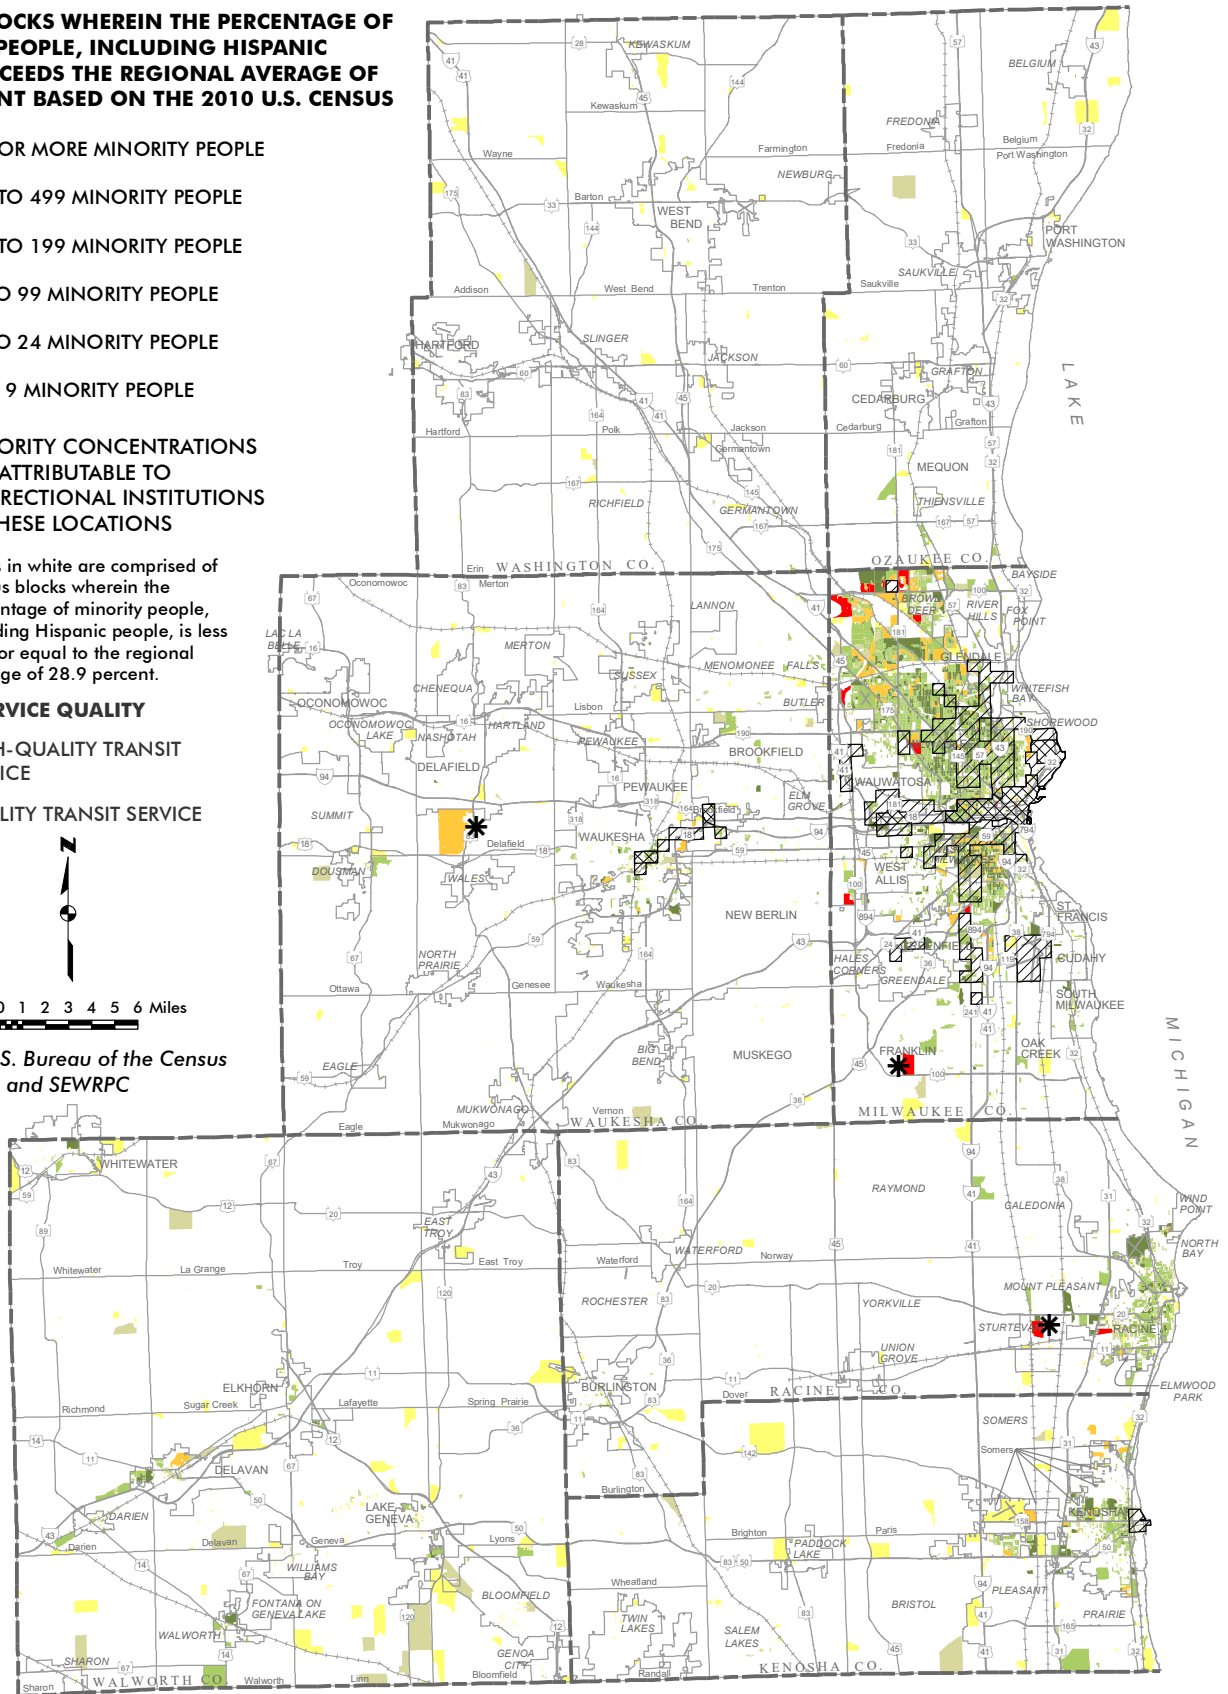 OCKS WHEREIN THE PERCENTAGE OF
PEOPLE, INCLUDING HISPANIC
CEEDS THE REGIONAL AVERAGE OF
NT BASED ON THE 2010 U.S. CENSUS
OR MORE MINORITY PEOPLE
TO 499 MINORITY PEOPLE
TO 199 MINORITY PEOPLE
O 99 MINORITY PEOPLE
O 24 MINORITY PEOPLE
9 MINORITY PEOPLE
ORITY CONCENTRATIONS
ATTRIBUTABLE TO
RECTIONAL INSTITUTIONS
HESE LOCATIONS
s in white are comprised of
us blocks wherein the
entage of minority people,
ding Hispanic people, is less
or equal to the regional
age of 28.9 percent.
RVICE QUALITY
H-QUALITY TRANSIT
ICE
LITY TRANSIT SERVICE
N
0 1 2 3 4 5 6 Miles
S. Bureau of the Census
and SEWRPC
KEWASKUM
Kewaskum
Wayne
Farmington
NEWBURG
Barton
WEST
BEND
Addison
West Bend
Trenton
BELGIUM
FREDONIA
Fredonia
Belgium
Port Washington
PORT
WASHINGTON
SAUKVILLE
Saukville
HARTFORD
SLINGER
JACKSON
GRAFTON
CEDARBURG
Hartford
Polk
Jackson
Germantown
Cedarburg
Grafton
MEQUON
THIENSVILLE
RICHFIELD
GERMANTOWN
Erin
WASHINGTON CO.
OZAUKEE CO.
LAKE
MICHIGAN
Oconomowoc
Merton
LAC LA
BELLE
MERTON
LANNON
MENOMONEE FALLS
SUSSEX
BUTLER
CHENEQUA
OCONOMOWOC
OCONOMOWOC
LAKE
NASHOTAH
HARTLAND
Lisbon
PEWAUKEE
DELAFIELD
BROOKFIELD
PEWAUKEE
ELM
GROVE
Brookfield
SUMMIT
WAUKESHA
Delafield
DOUSMAN
WALES
NEW BERLIN
NORTH
PRAIRIE
Ottawa
Genesee
Waukesha
EAGLE
BIG
BEND
MUSKEGO
MUKWONAGO
Eagle
Mukwonago
Vernon
WAUKESHA CO.
BAYSIDE
BROWN
DEER
RIVER
HILLS
FOX
POINT
GLENDALE
WHITEFISH
BAY
SHOREWOOD
WAUWATOSA
WEST
ALLIS
ST.
FRANCIS
GREENFIELD
HALES
CORNERS
GREENDALE
CUDAHY
SOUTH
MILWAUKEE
FRANKLIN
OAK
CREEK
MILWAUKEE CO.
WHITEWATER
EAST
TROY
Whitewater
La Grange
Troy
East Troy
ELKHORN
Richmond
Sugar Creek
Lafayette
Spring Prairie
DELAVAN
DARIEN
Darien
Delavan
LAKE
GENEVA
Geneva
Lyons
WILLIAMS
BAY
FONTANA ON
GENEVA LAKE
BLOOMFIELD
WALWORTH
SHARON
Sharon
WALWORTH CO.
Walworth
Linn
Bloomfield
GENOA
CITY
WATERFORD
Waterford
Norway
RAYMOND
CALEDONIA
WIND
POINT
NORTH
BAY
ROCHESTER
YORKVILLE
MOUNT PLEASANT
STURTEVA
RACINE
UNION
GROVE
ELMWOOD
PARK
BURLINGTON
Dover
RACINE CO.
Burlington
SOMERS
Somers
KENOSHA
Brighton
Paris
PADDOCK
LAKE
Wheatland
TWIN
LAKES
SALEM
LAKES
BRISTOL
PLEASANT
PRAIRIE
Randall
KENOSHA CO.